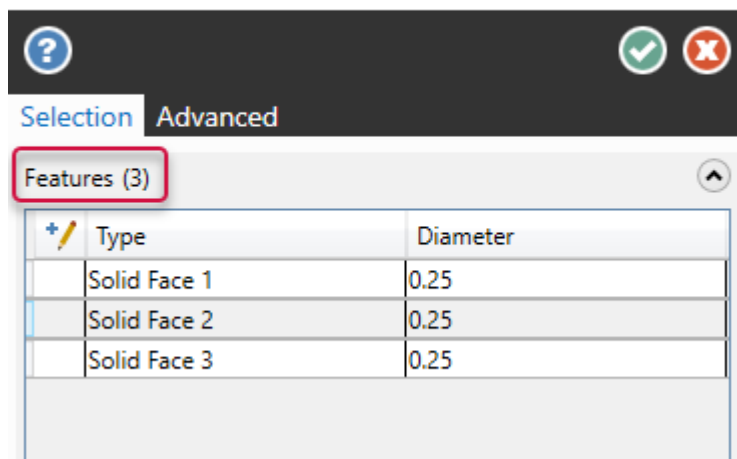 ?
Selection Advanced
Features (3)
Type Diameter
Solid Face 1 0.25
Solid Face 2 0.25
Solid Face 3 0.25